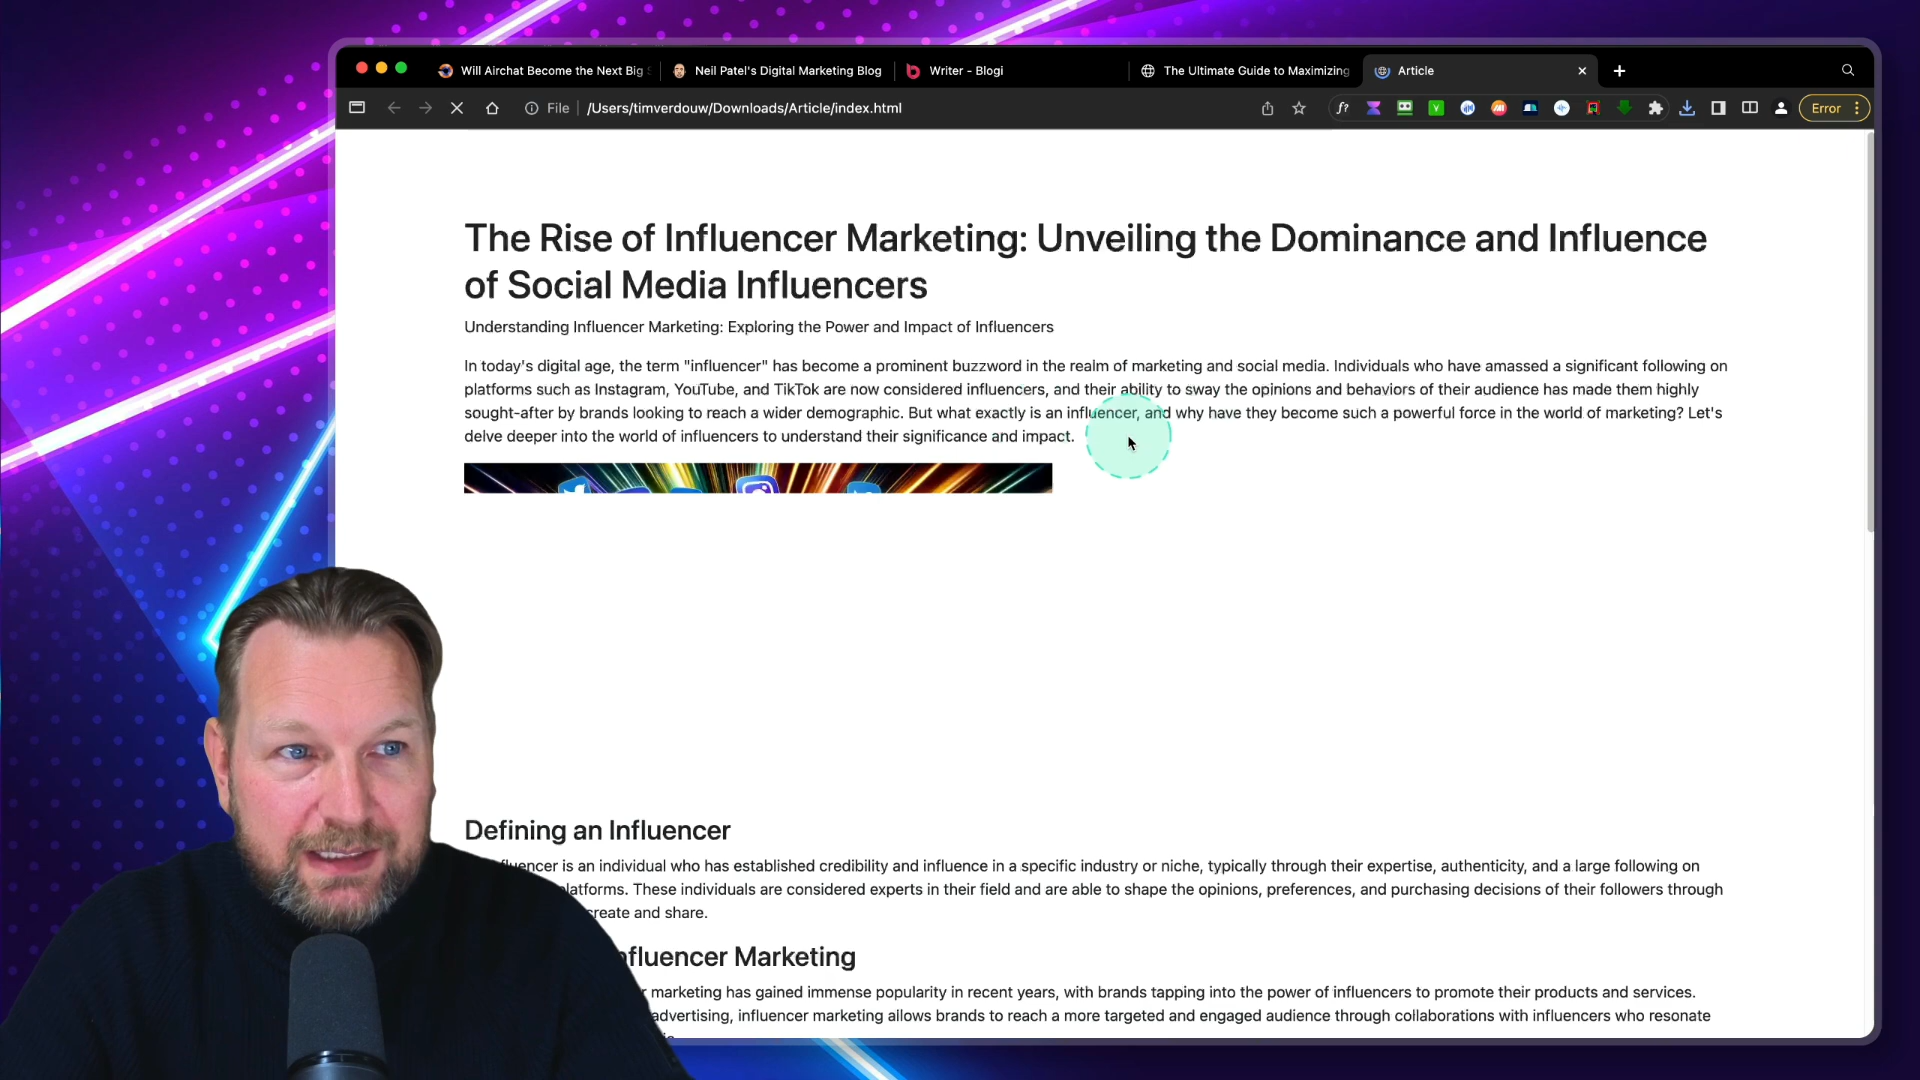 Will Airchat Become the Next Big
Neil Patel's Digital Marketing Blog
Writer - Blogi
The Ultimate Guide to Maximizing
Article
File
/Users/timverdouw/Downloads/Article/index.html
f?
Error
The Rise of Influencer Marketing: Unveiling the Dominance and Influence
of Social Media Influencers
Understanding Influencer Marketing: Exploring the Power and Impact of Influencers
In today's digital age, the term "influencer" has become a prominent buzzword in the realm of marketing and social media. Individuals who have amassed a significant following on
platforms such as Instagram, YouTube, and TikTok are now considered influencers, and their ability to sway the opinions and behaviors of their audience has made them highly
sought-after by brands looking to reach a wider demographic. But what exactly is an influencer, and why have they become such a powerful force in the world of marketing? Let's
delve deeper into the world of influencers to understand their significance and impact.
Defining an Influencer
is an individual who has established credibility and influence in a specific industry or niche, typically through their expertise, authenticity, and a large following on
These individuals are considered experts in their field and are able to shape the opinions, preferences, and purchasing decisions of their followers through
create and share.
Influencer Marketing
marketing has gained immense popularity in recent years, with brands tapping into the power of influencers to promote their products and services.
advertising, influencer marketing allows brands to reach a more targeted and engaged audience through collaborations with influencers who resonate